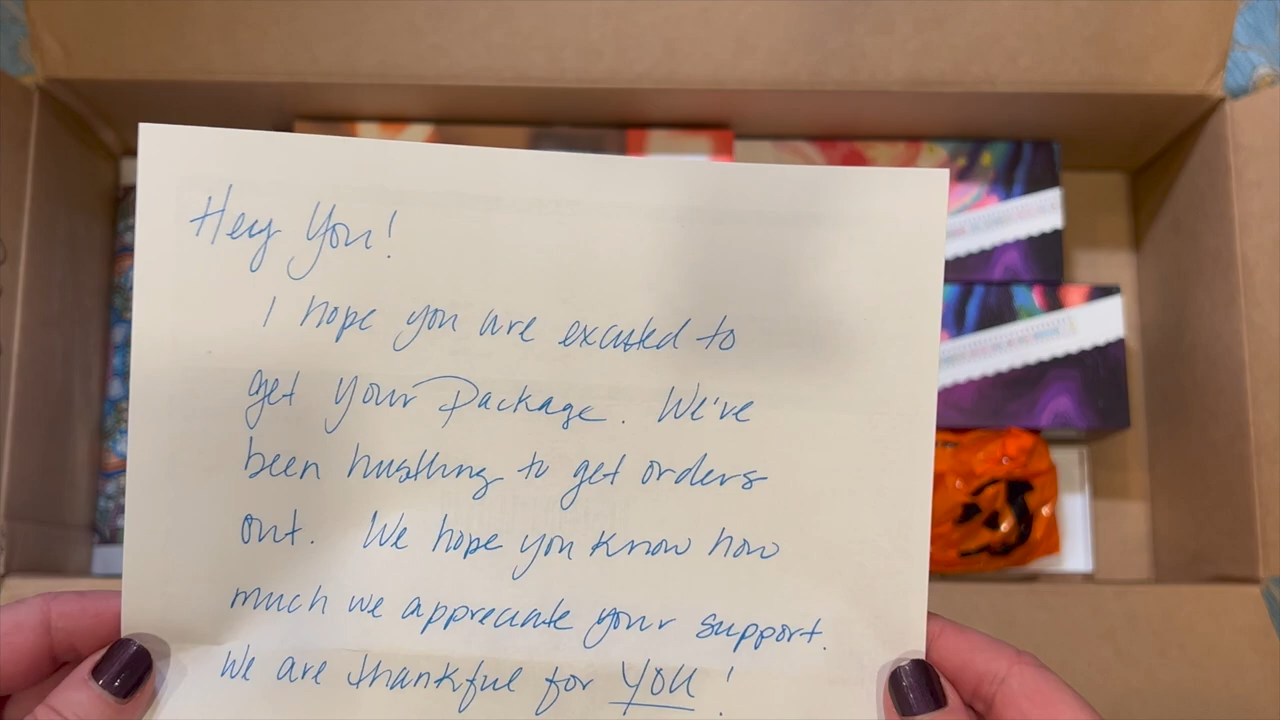 Hey You!
I hope you are excited to
get your Package. We've
been hustling to get orders
out. We hope you know how
much we appreciate your support.
We are thankful for YOU!